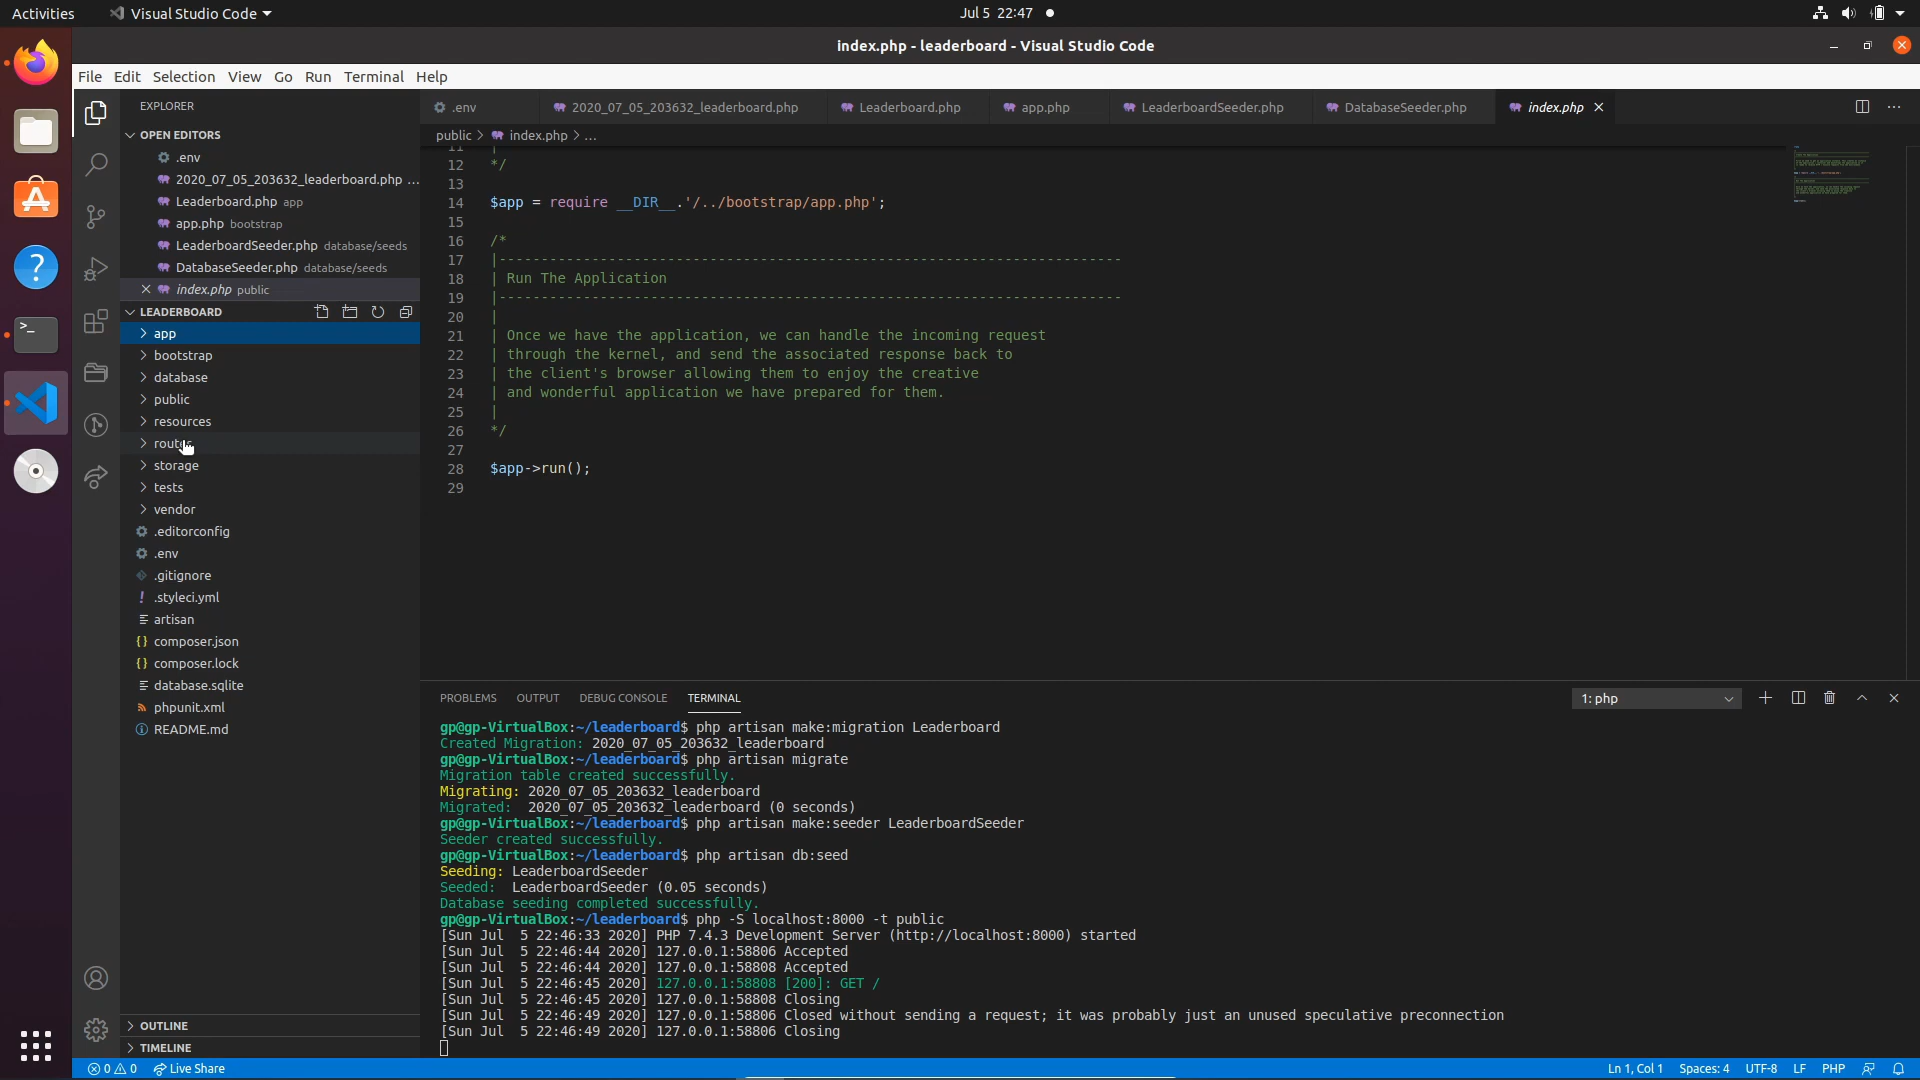 Activities
Visual Studio Code
Jul 5 22:47
index.php - leaderboard - Visual Studio Code
File Edit Selection View Go Run Terminal Help
EXPLORER
OPEN EDITORS
.env
2020_07_05_203632_leaderboard.php ...
Leaderboard.php app
app.php bootstrap
LeaderboardSeeder.php database/seeds
DatabaseSeeder.php database/seeds
index.php public
LEADERBOARD
app
bootstrap
database
public
resources
routes
storage
tests
vendor
.editorconfig
.env
.gitignore
.styleci.yml
artisan
composer.json
composer.lock
database.sqlite
phpunit.xml
README.md
OUTLINE
TIMELINE
.env
2020_07_05_203632_leaderboard.php
Leaderboard.php
app.php
LeaderboardSeeder.php
DatabaseSeeder.php
index.php
public > index.php > ...
11 |
12 */
13
14 $app = require __DIR__.'/../bootstrap/app.php';
15
16 /*
17 |--------------------------------------------------------------------------
18 | Run The Application
19 |--------------------------------------------------------------------------
20 |
21 | Once we have the application, we can handle the incoming request
22 | through the kernel, and send the associated response back to
23 | the client's browser allowing them to enjoy the creative
24 | and wonderful application we have prepared for them.
25 |
26 */
27
28 $app->run();
29
PROBLEMS OUTPUT DEBUG CONSOLE TERMINAL
1: php
gp@gp-VirtualBox:~/leaderboard$ php artisan make:migration Leaderboard
Created Migration: 2020_07_05_203632_leaderboard
gp@gp-VirtualBox:~/leaderboard$ php artisan migrate
Migration table created successfully.
Migrating: 2020_07_05_203632_leaderboard
Migrated:  2020_07_05_203632_leaderboard (0 seconds)
gp@gp-VirtualBox:~/leaderboard$ php artisan make:seeder LeaderboardSeeder
Seeder created successfully.
gp@gp-VirtualBox:~/leaderboard$ php artisan db:seed
Seeding: LeaderboardSeeder
Seeded:  LeaderboardSeeder (0.05 seconds)
Database seeding completed successfully.
gp@gp-VirtualBox:~/leaderboard$ php -S localhost:8000 -t public
[Sun Jul  5 22:46:33 2020] PHP 7.4.3 Development Server (http://localhost:8000) started
[Sun Jul  5 22:46:44 2020] 127.0.0.1:58806 Accepted
[Sun Jul  5 22:46:44 2020] 127.0.0.1:58808 Accepted
[Sun Jul  5 22:46:45 2020] 127.0.0.1:58808 [200]: GET /
[Sun Jul  5 22:46:45 2020] 127.0.0.1:58808 Closing
[Sun Jul  5 22:46:49 2020] 127.0.0.1:58806 Closed without sending a request; it was probably just an unused speculative preconnection
[Sun Jul  5 22:46:49 2020] 127.0.0.1:58806 Closing
0 0 Live Share
Ln 1, Col 1 Spaces: 4 UTF-8 LF PHP